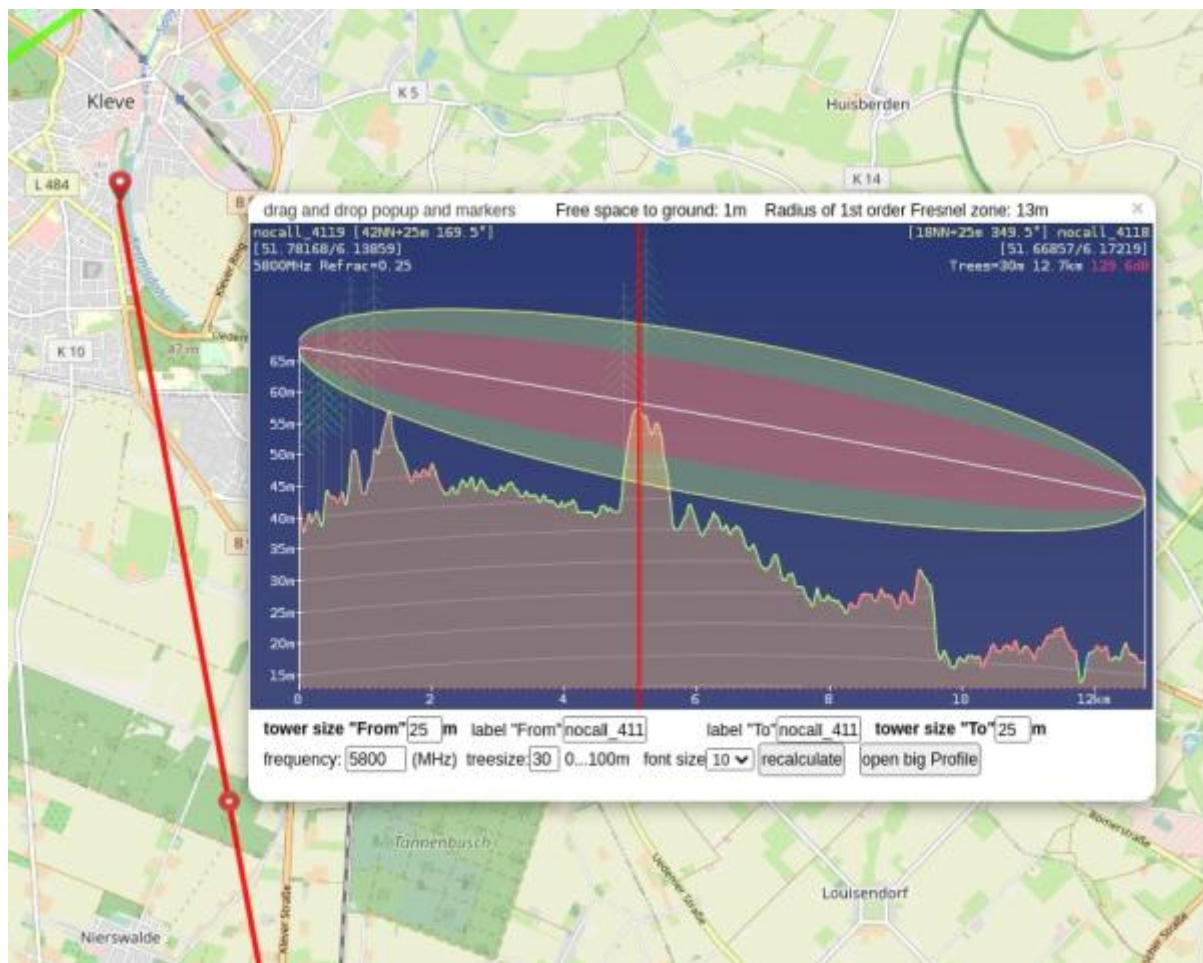 Kleve
K 5
Huisberden
L 484
K 14
B
drag and drop popup and markers Free space to ground: 1m Radius of 1st order Fresnel zone: 13m ×
nocall_4119 [42NN+25m 169.5°] [18NN+25m 349.5°] nocall_4118
[51.78168/6.13859] [51.66857/6.17219]
5800MHz Refrac=0.25 Trees=30m 12.7km 129.6dB
K 10
65m
60m
55m
50m
45m
40m
35m
30m
25m
20m
15m
0 2 4 6 8 10 12km
tower size "From" 25 m label "From" nocall_411 label "To" nocall_411 tower size "To" 25 m
frequency: 5800 (MHz) treesize: 30 0...100m font size 10 recalculate open big Profile
Tannenbusch
Römerstraße
Uedemer Straße
Louisendorf
Klever Straße
Nierswalde